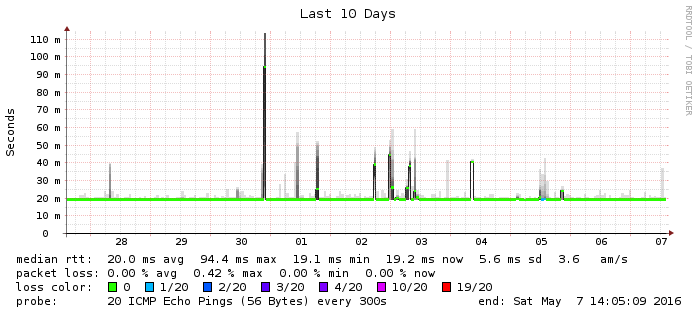 Last 10 Days
RRDTOOL / TOBI OETIKER
Seconds
110 m
100 m
90 m
80 m
70 m
60 m
50 m
40 m
30 m
20 m
10 m
0
28 29 30 01 02 03 04 05 06 07
median rtt: 20.0 ms avg 94.4 ms max 19.1 ms min 19.2 ms now 5.6 ms sd 3.6 am/s
packet loss: 0.00 % avg 0.42 % max 0.00 % min 0.00 % now
loss color: 0 1/20 2/20 3/20 4/20 10/20 19/20
probe: 20 ICMP Echo Pings (56 Bytes) every 300s end: Sat May 7 14:05:09 2016